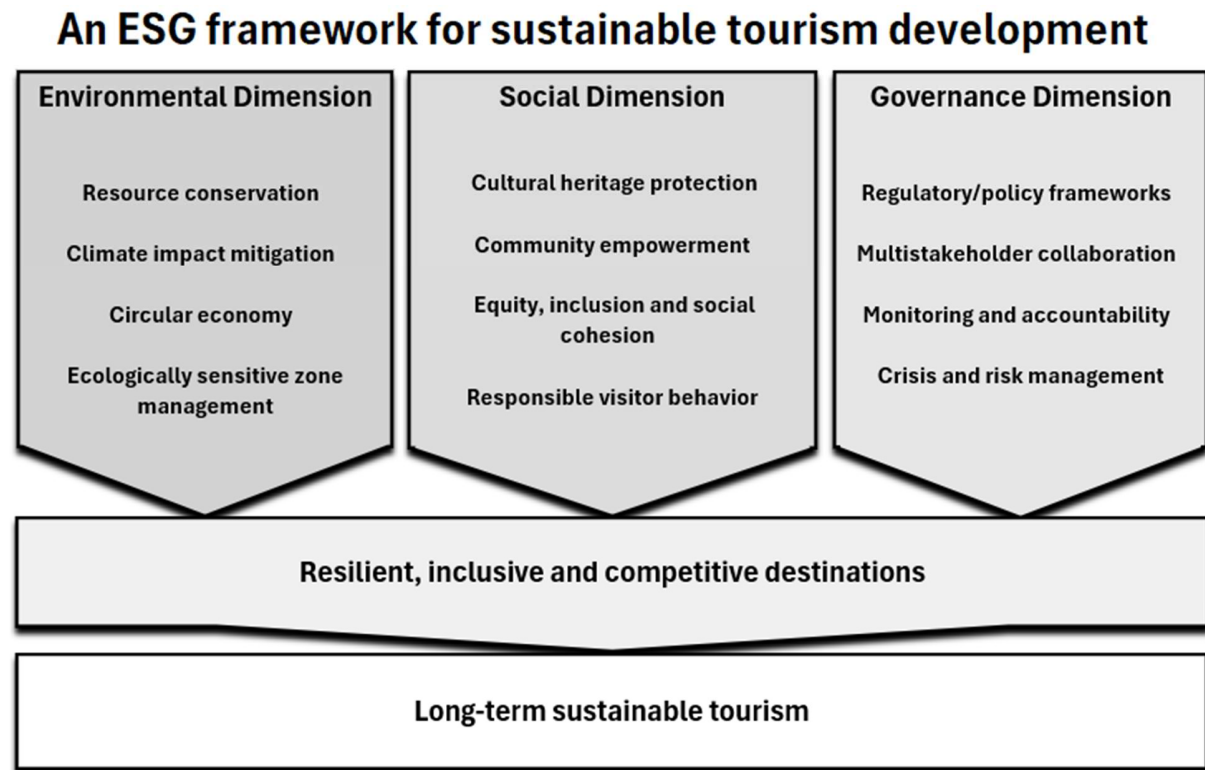 An ESG framework for sustainable tourism development
Environmental Dimension
Resource conservation
Climate impact mitigation
Circular economy
Ecologically sensitive zone
management
Social Dimension
Cultural heritage protection
Community empowerment
Equity, inclusion and social
cohesion
Responsible visitor behavior
Governance Dimension
Regulatory/policy frameworks
Multistakeholder collaboration
Monitoring and accountability
Crisis and risk management
Resilient, inclusive and competitive destinations
Long-term sustainable tourism